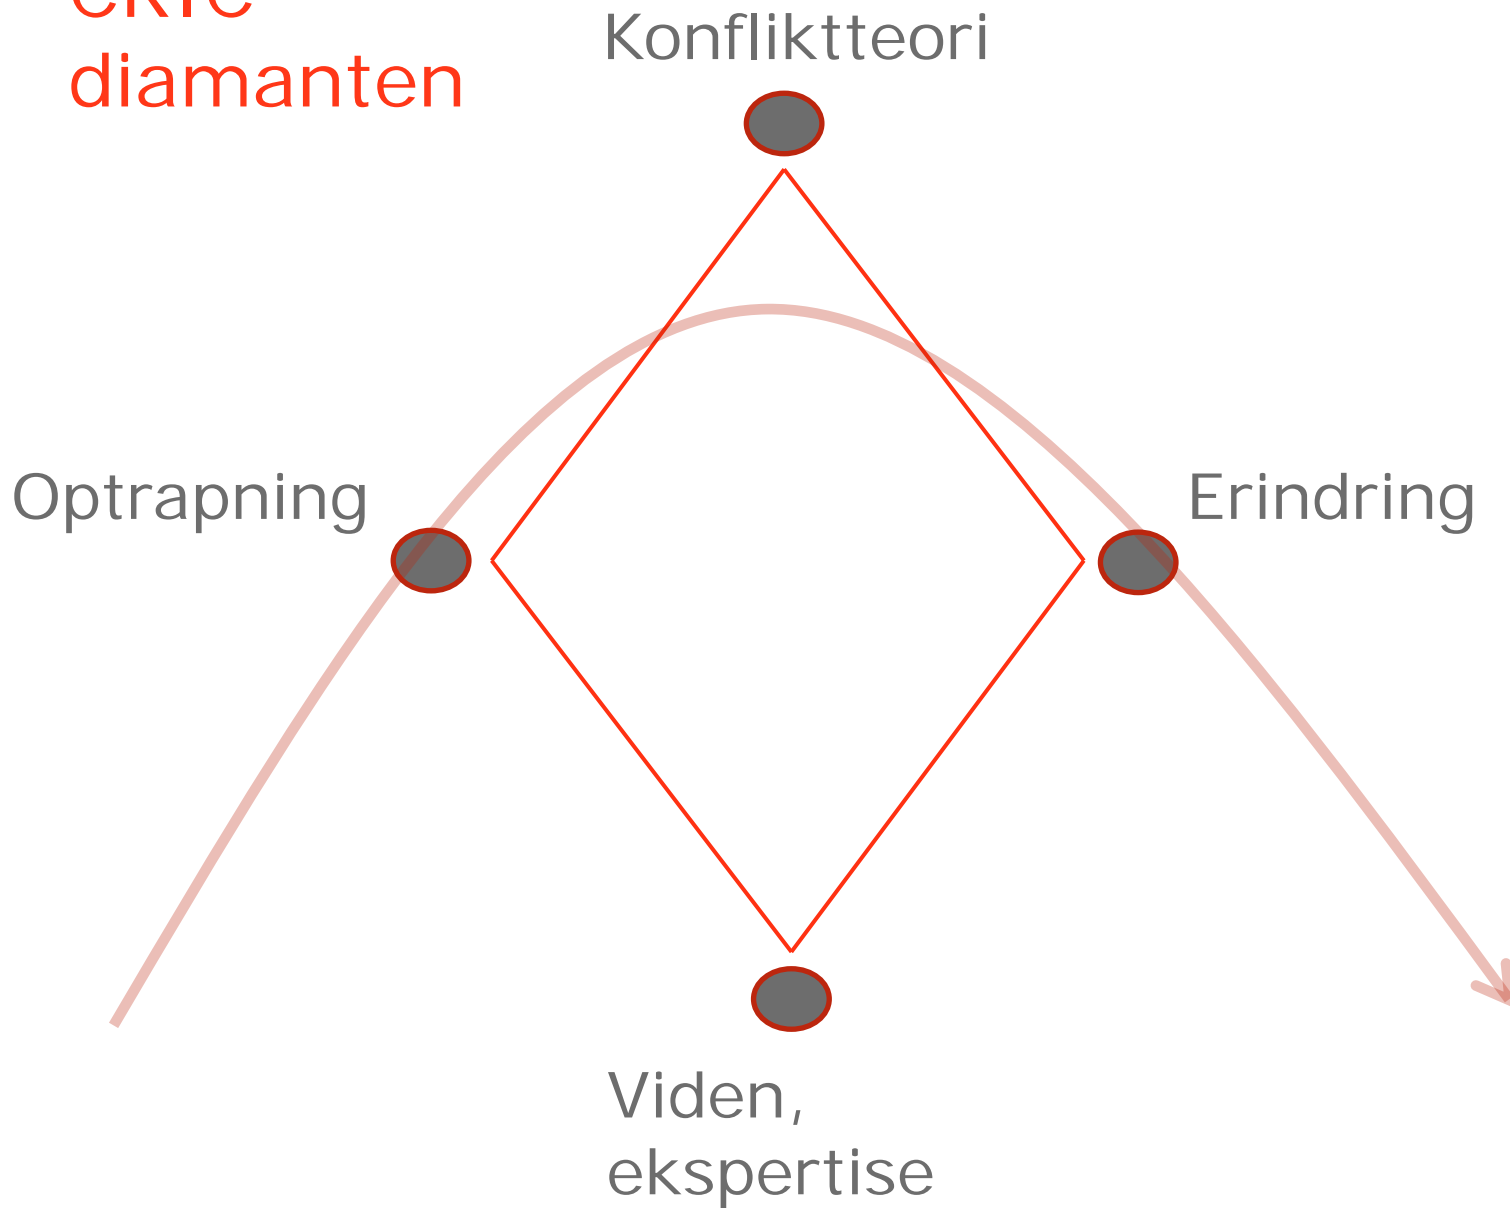 diamanten
Konfliktteori
Optrapning
Erindring
Viden,
ekspertise